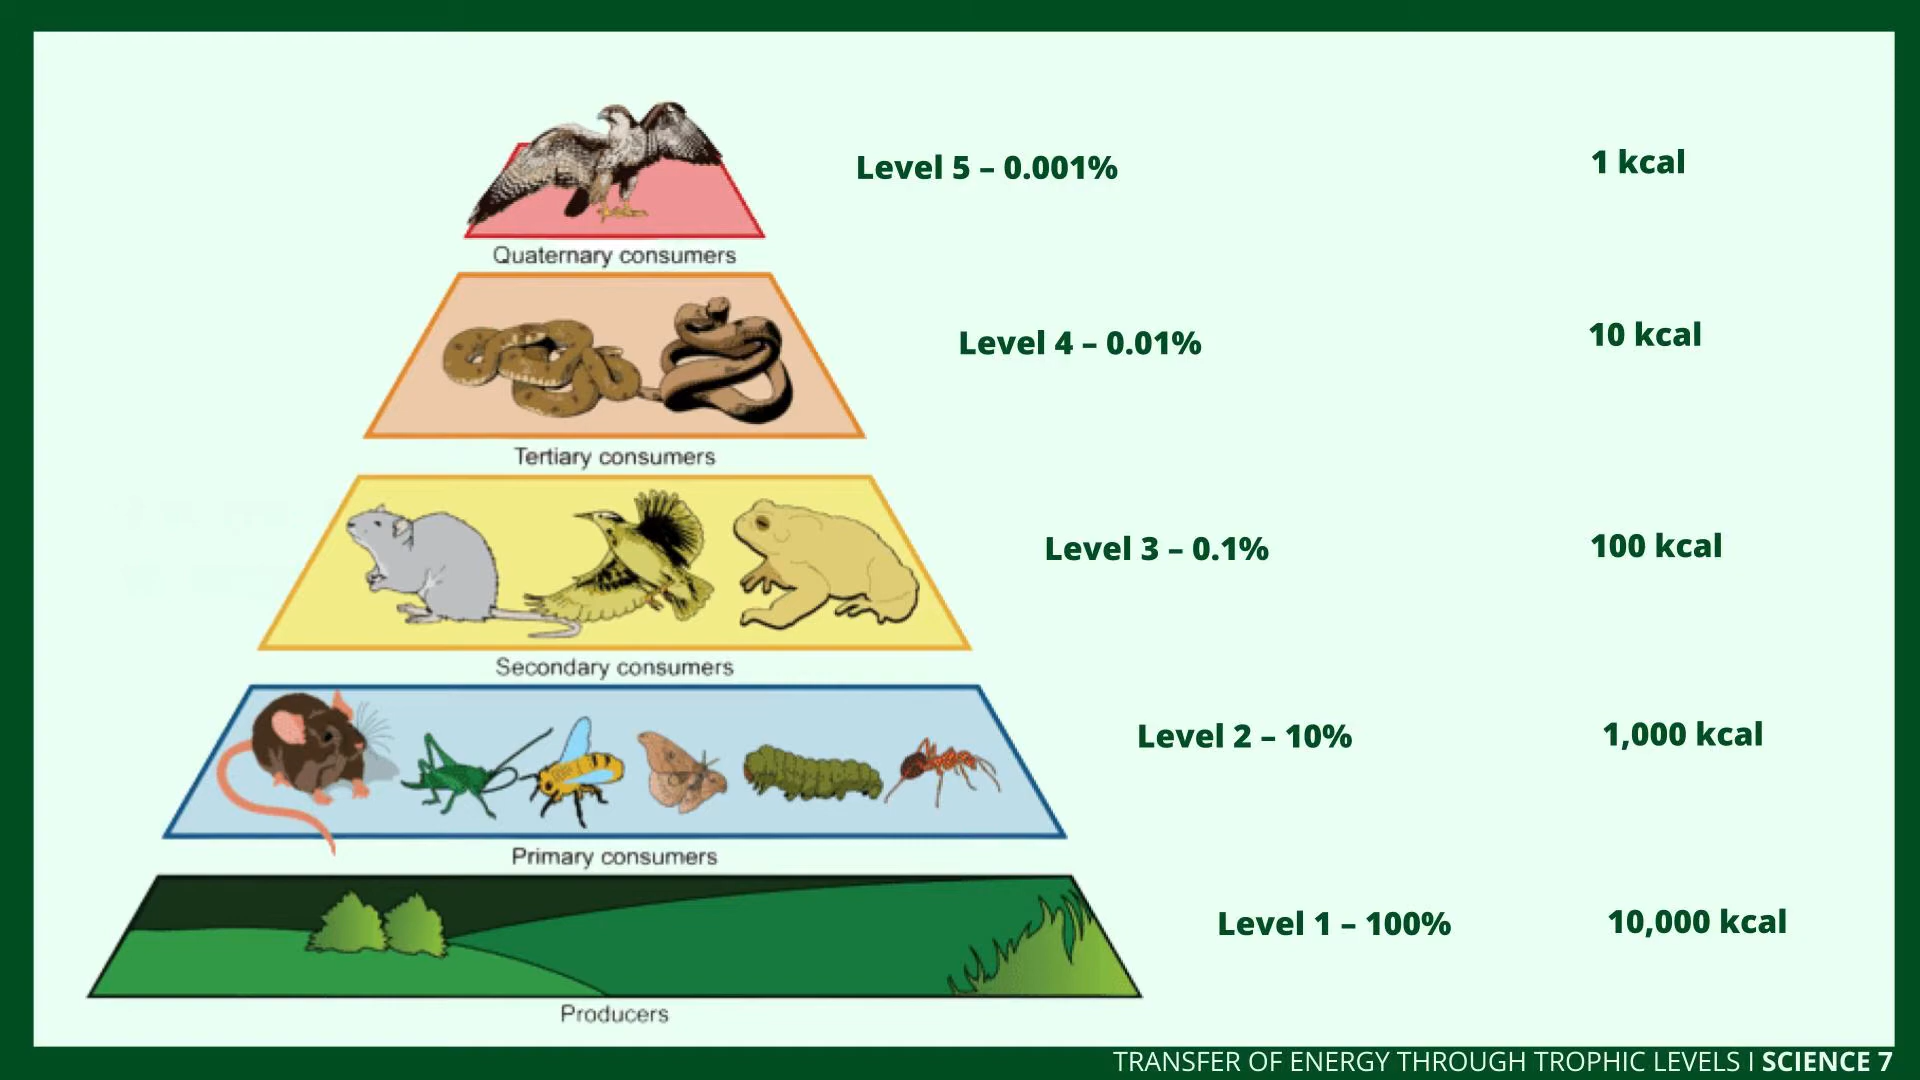 Level 5 – 0.001% 1 kcal
Quaternary consumers
Level 4 – 0.01% 10 kcal
Tertiary consumers
Level 3 – 0.1% 100 kcal
Secondary consumers
Level 2 – 10% 1,000 kcal
Primary consumers
Level 1 – 100% 10,000 kcal
Producers
TRANSFER OF ENERGY THROUGH TROPHIC LEVELS I SCIENCE 7